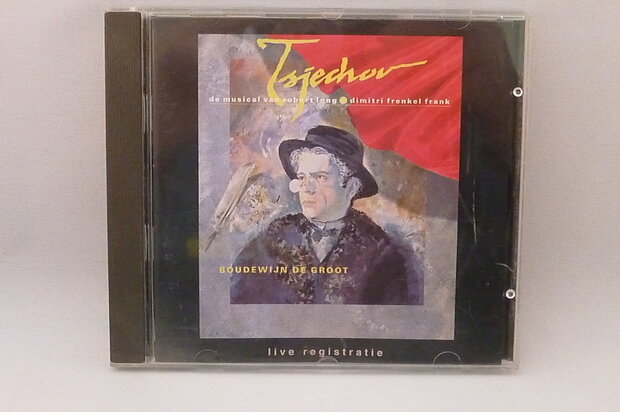 Tsjechov
de musical van robert long & dimitri frenkel frank
BOUDEWIJN DE GROOT
live registratie